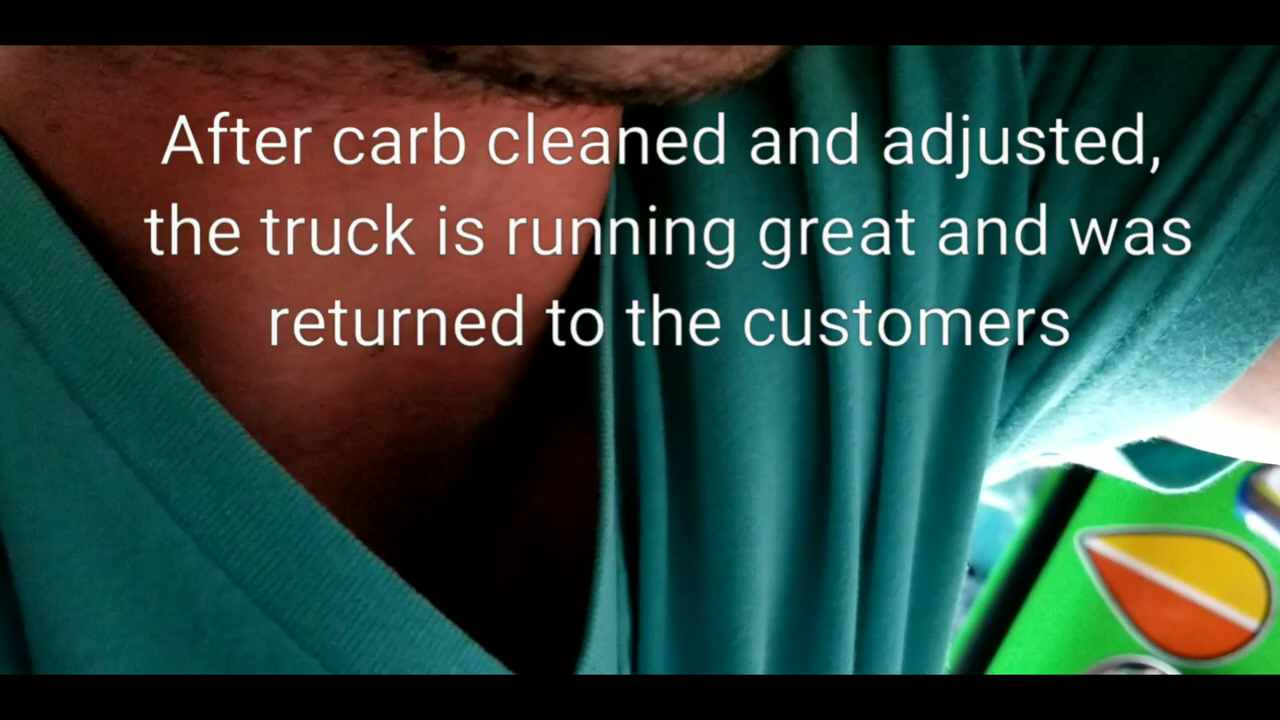 After carb cleaned and adjusted,
the truck is running great and was
returned to the customers